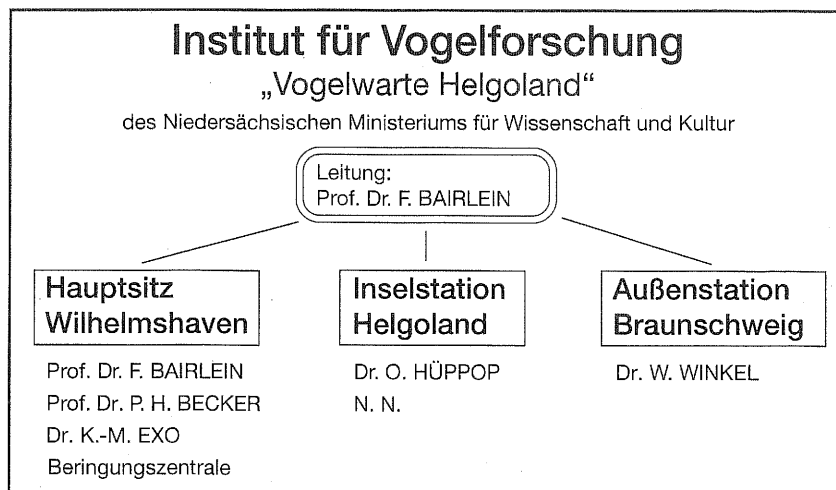 Institut für Vogelforschung
„Vogelwarte Helgoland“
des Niedersächsischen Ministeriums für Wissenschaft und Kultur
Leitung:
Prof. Dr. F. BAIRLEIN
Hauptsitz
Wilhelmshaven
Prof. Dr. F. BAIRLEIN
Prof. Dr. P. H. BECKER
Dr. K.-M. EXO
Beringungszentrale
Inselstation
Helgoland
Dr. O. HÜPPOP
N. N.
Außenstation
Braunschweig
Dr. W. WINKEL